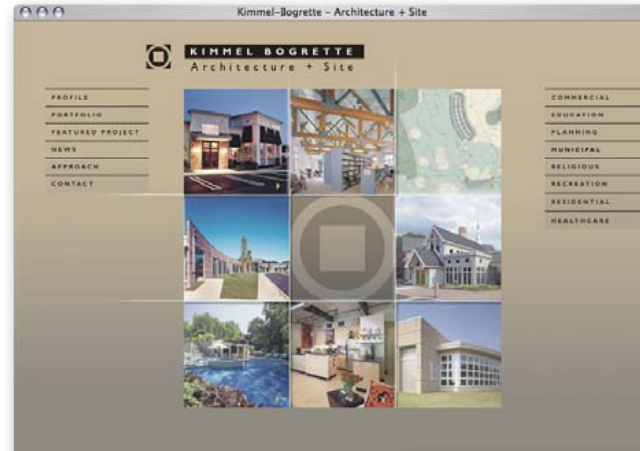 Kimmel-Bogrette - Architecture + Site
KIMMEL BOGRETTE
Architecture + Site
PROFILE
PORTFOLIO
FEATURED PROJECT
NEWS
APPROACH
CONTACT
COMMERCIAL
EDUCATION
PLANNING
MUNICIPAL
RELIGIOUS
RECREATION
RESIDENTIAL
HEALTHCARE